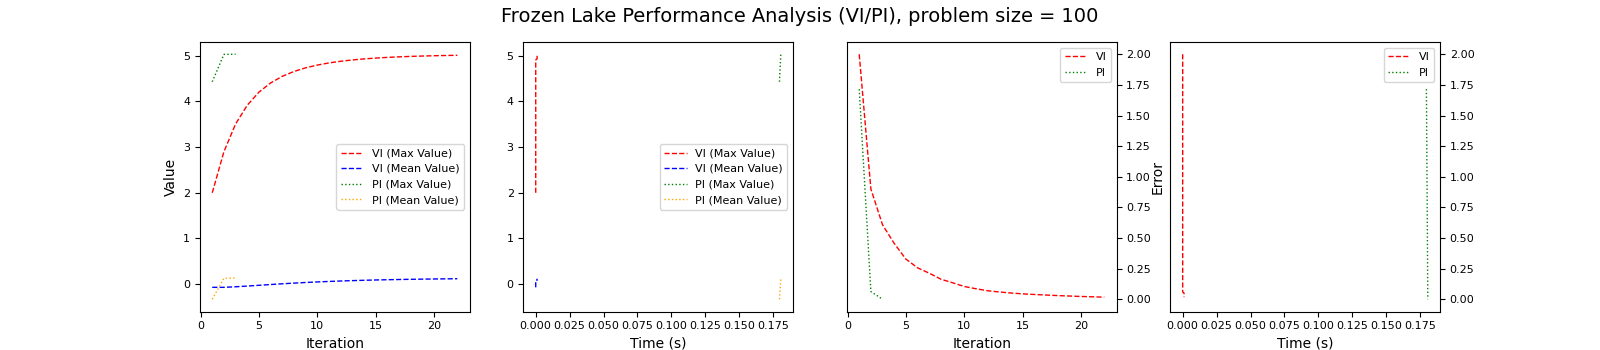 Frozen Lake Performance Analysis (VI/PI), problem size = 100
Value
5
4
3
2
1
0
VI (Max Value)
VI (Mean Value)
PI (Max Value)
PI (Mean Value)
0 5 10 15 20
Iteration
5
4
3
2
1
0
VI (Max Value)
VI (Mean Value)
PI (Max Value)
PI (Mean Value)
0.000 0.025 0.050 0.075 0.100 0.125 0.150 0.175
Time (s)
VI
PI
2.00
1.75
1.50
1.25
1.00
0.75
0.50
0.25
0.00
0 5 10 15 20
Iteration
Error
VI
PI
2.00
1.75
1.50
1.25
1.00
0.75
0.50
0.25
0.00
0.000 0.025 0.050 0.075 0.100 0.125 0.150 0.175
Time (s)